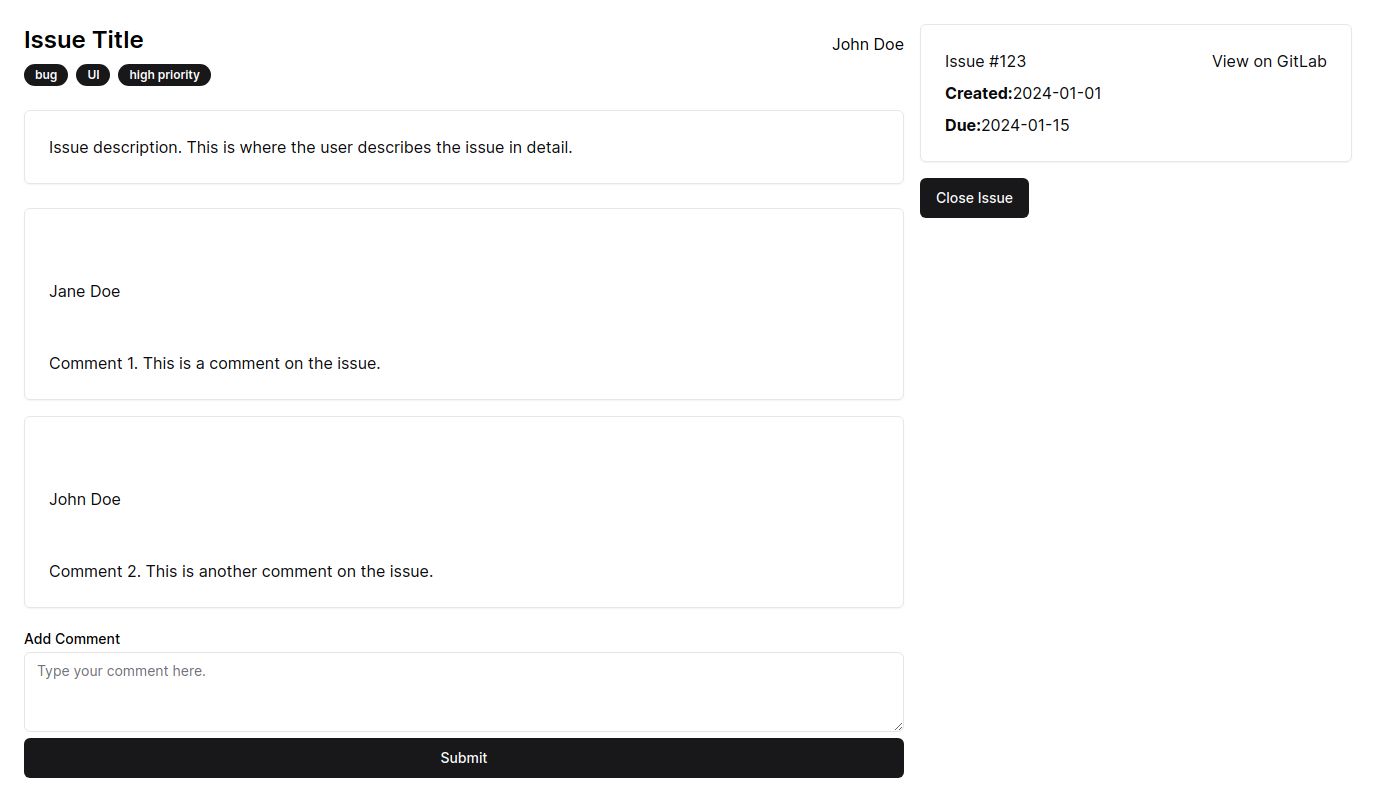 Issue Title
John Doe
bug UI high priority
Issue description. This is where the user describes the issue in detail.
Jane Doe
Comment 1. This is a comment on the issue.
John Doe
Comment 2. This is another comment on the issue.
Add Comment
Type your comment here.
Submit
Issue #123 View on GitLab
Created:2024-01-01
Due:2024-01-15
Close Issue